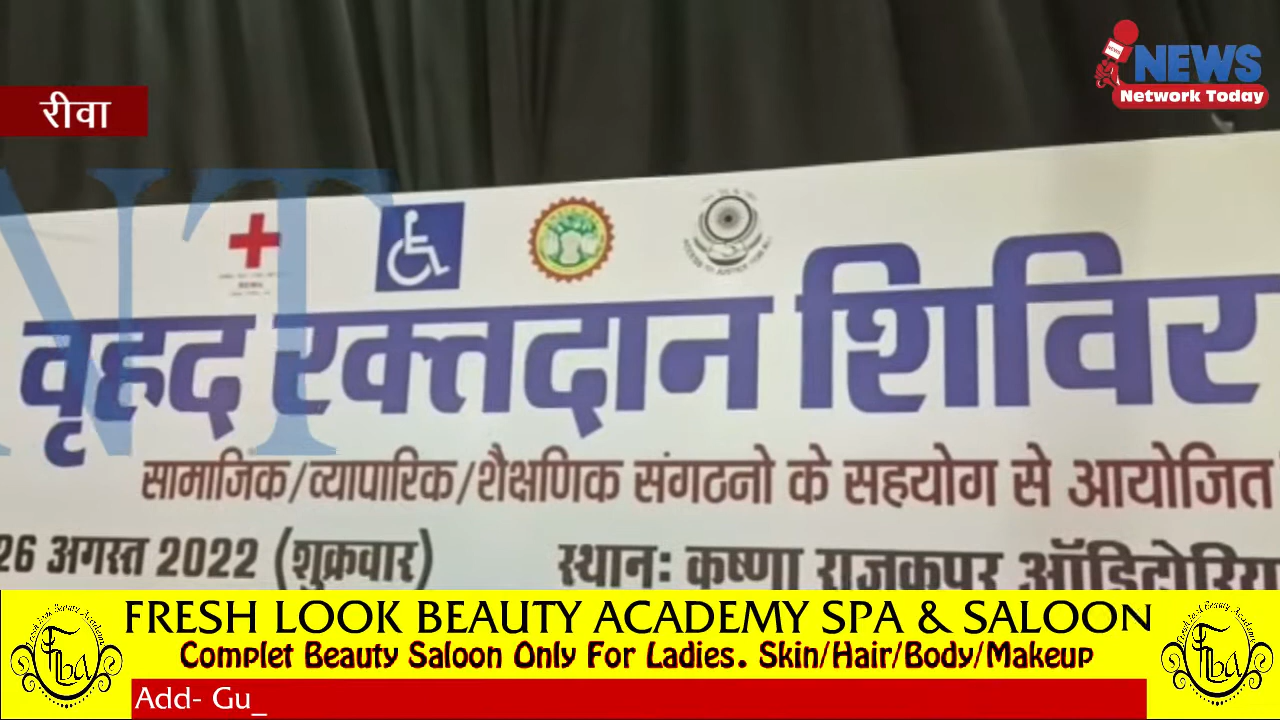 NEWS
Network Today
रीवा
NT
वृहद रक्तदान शिविर
सामाजिक/व्यापारिक/शैक्षणिक संगठनो के सहयोग से आयोजित
26 अगस्त 2022 (शुक्रवार) स्थान: कृष्णा राजकपूर ऑडिटोरिय
FRESH LOOK BEAUTY ACADEMY SPA & SALOON
Complet Beauty Saloon Only For Ladies. Skin/Hair/Body/Makeup
Add- Gu_